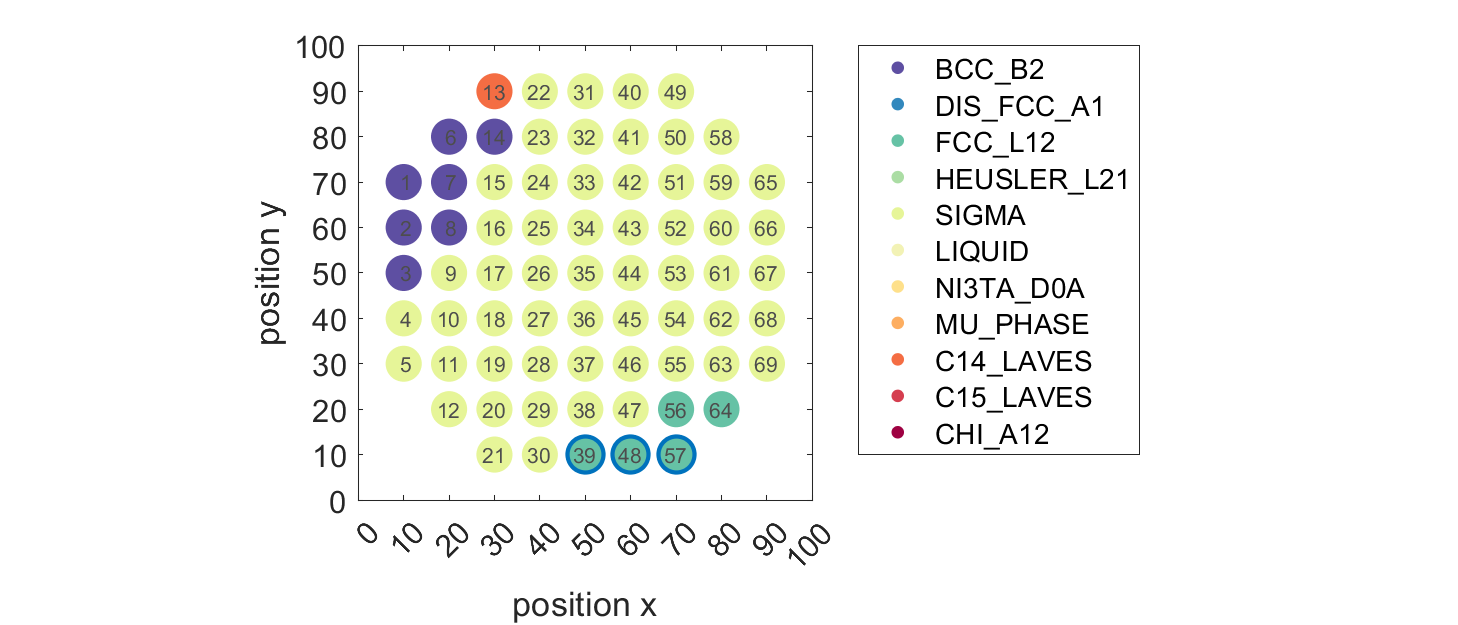 100
90
80
70
60
50
40
30
20
10
0
position y
13 22 31 40 49
6 14 23 32 41 50 58
1 7 15 24 33 42 51 59 65
2 8 16 25 34 43 52 60 66
3 9 17 26 35 44 53 61 67
4 10 18 27 36 45 54 62 68
5 11 19 28 37 46 55 63 69
12 20 29 38 47 56 64
21 30 39 48 57
0 10 20 30 40 50 60 70 80 90 100
position x
BCC_B2
DIS_FCC_A1
FCC_L12
HEUSLER_L21
SIGMA
LIQUID
NI3TA_D0A
MU_PHASE
C14_LAVES
C15_LAVES
CHI_A12